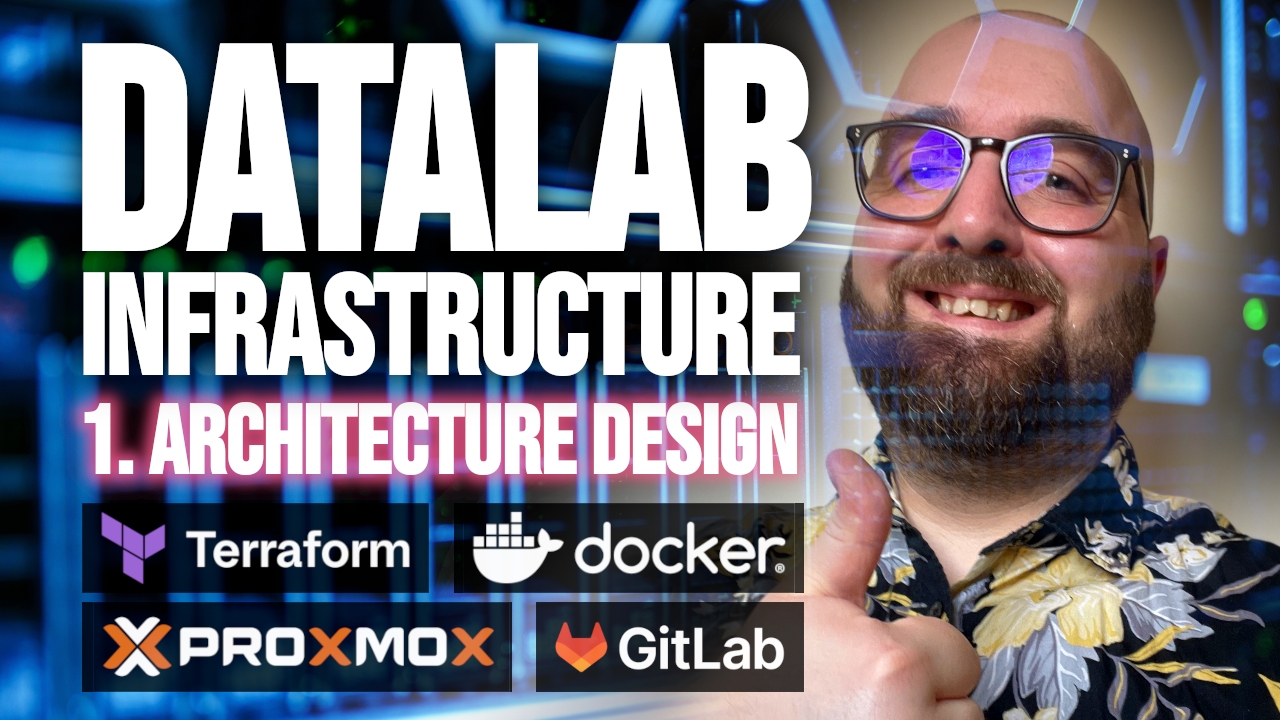 DATALAB
INFRASTRUCTURE
1. ARCHITECTURE DESIGN
Terraform
docker®
PROXMOX
GitLab